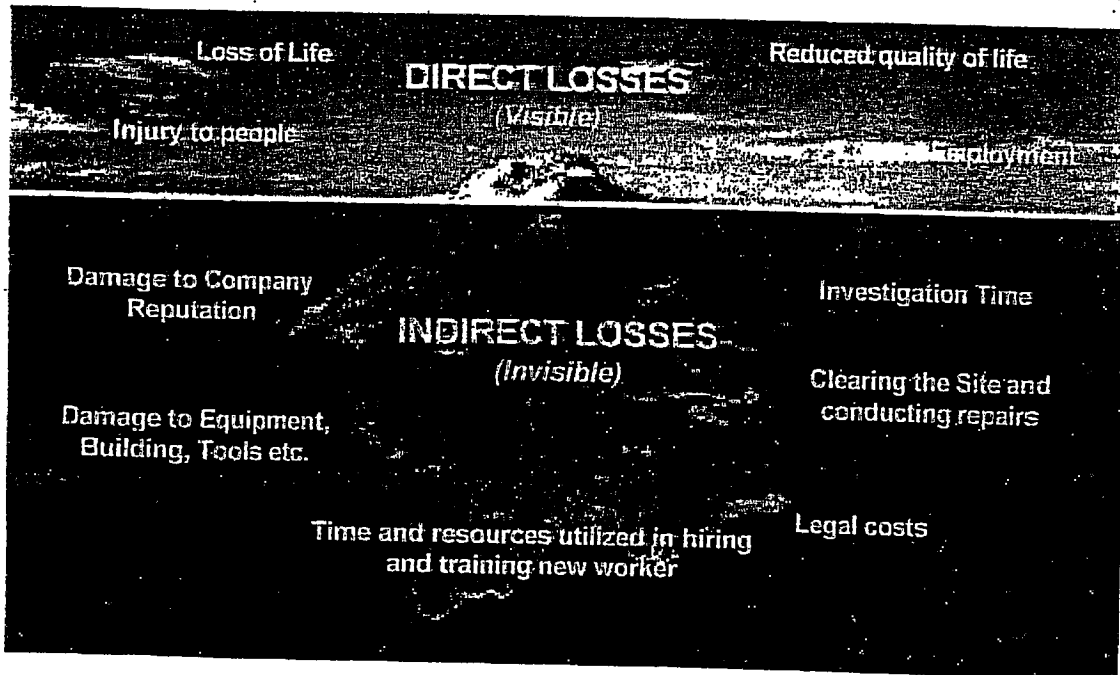 Loss of Life
Reduced quality of life
DIRECT LOSSES
(Visible)
Injury to people
Employment
Damage to Company
Reputation
Investigation Time
INDIRECT LOSSES
(Invisible)
Clearing the Site and
conducting repairs
Damage to Equipment,
Building, Tools etc.
Time and resources utilized in hiring
and training new worker
Legal costs